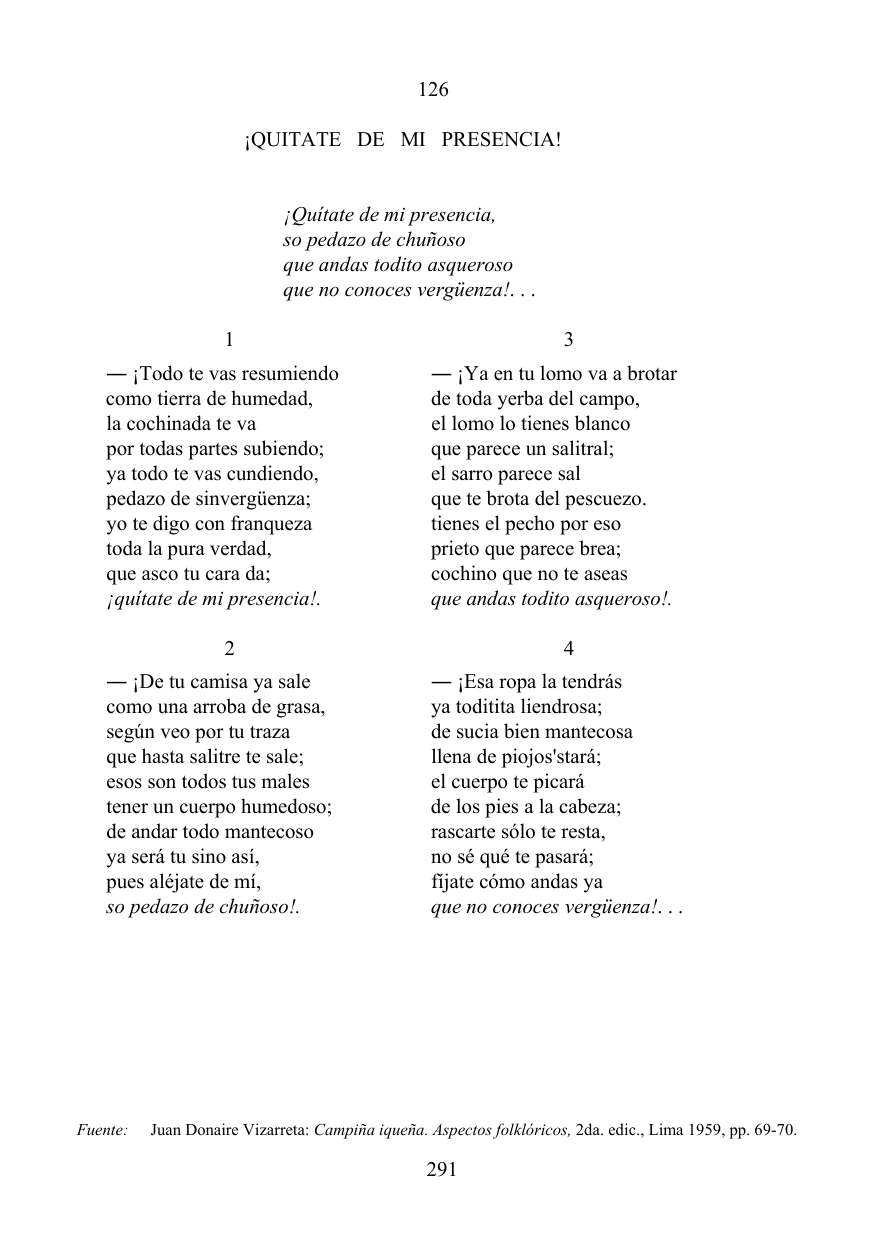 126
¡QUITATE DE MI PRESENCIA!
¡Quítate de mi presencia,
so pedazo de chuñoso
que andas todito asqueroso
que no conoces vergüenza!. . .
1
— ¡Todo te vas resumiendo
como tierra de humedad,
la cochinada te va
por todas partes subiendo;
ya todo te vas cundiendo,
pedazo de sinvergüenza;
yo te digo con franqueza
toda la pura verdad,
que asco tu cara da;
¡quítate de mi presencia!.
2
— ¡De tu camisa ya sale
como una arroba de grasa,
según veo por tu traza
que hasta salitre te sale;
esos son todos tus males
tener un cuerpo humedoso;
de andar todo mantecoso
ya será tu sino así,
pues aléjate de mí,
so pedazo de chuñoso!.
3
— ¡Ya en tu lomo va a brotar
de toda yerba del campo,
el lomo lo tienes blanco
que parece un salitral;
el sarro parece sal
que te brota del pescuezo.
tienes el pecho por eso
prieto que parece brea;
cochino que no te aseas
que andas todito asqueroso!.
4
— ¡Esa ropa la tendrás
ya toditita liendrosa;
de sucia bien mantecosa
llena de piojos'stará;
el cuerpo te picará
de los pies a la cabeza;
rascarte sólo te resta,
no sé qué te pasará;
fíjate cómo andas ya
que no conoces vergüenza!. . .
Fuente: Juan Donaire Vizarreta: Campiña iqueña. Aspectos folklóricos, 2da. edic., Lima 1959, pp. 69-70.
291